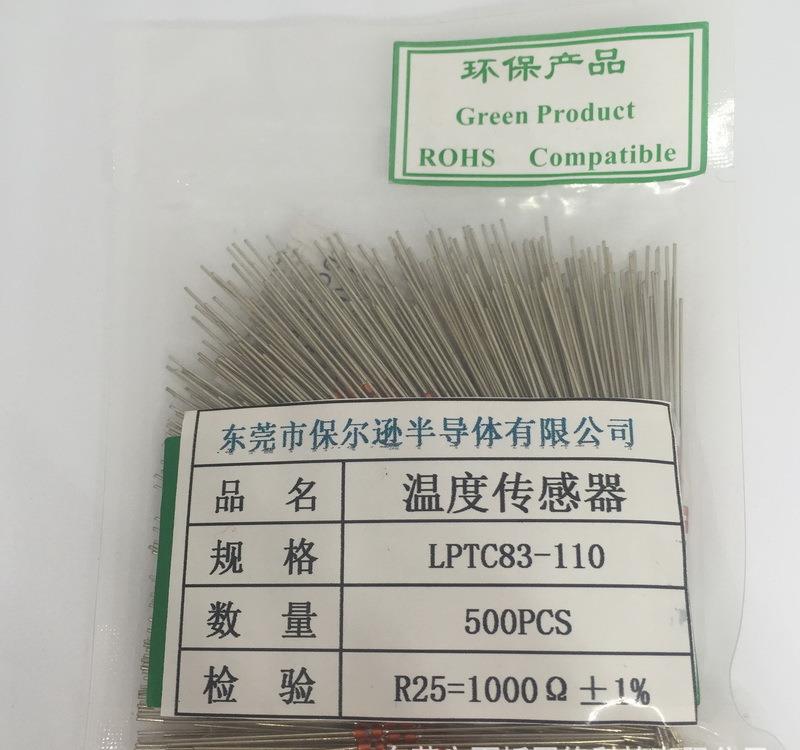 环保产品
Green Product
ROHS Compatible
东莞市保尔逊半导体有限公司
品 名 温度传感器
规 格 LPTC83-110
数 量 500PCS
检 验 R25=1000Ω±1%